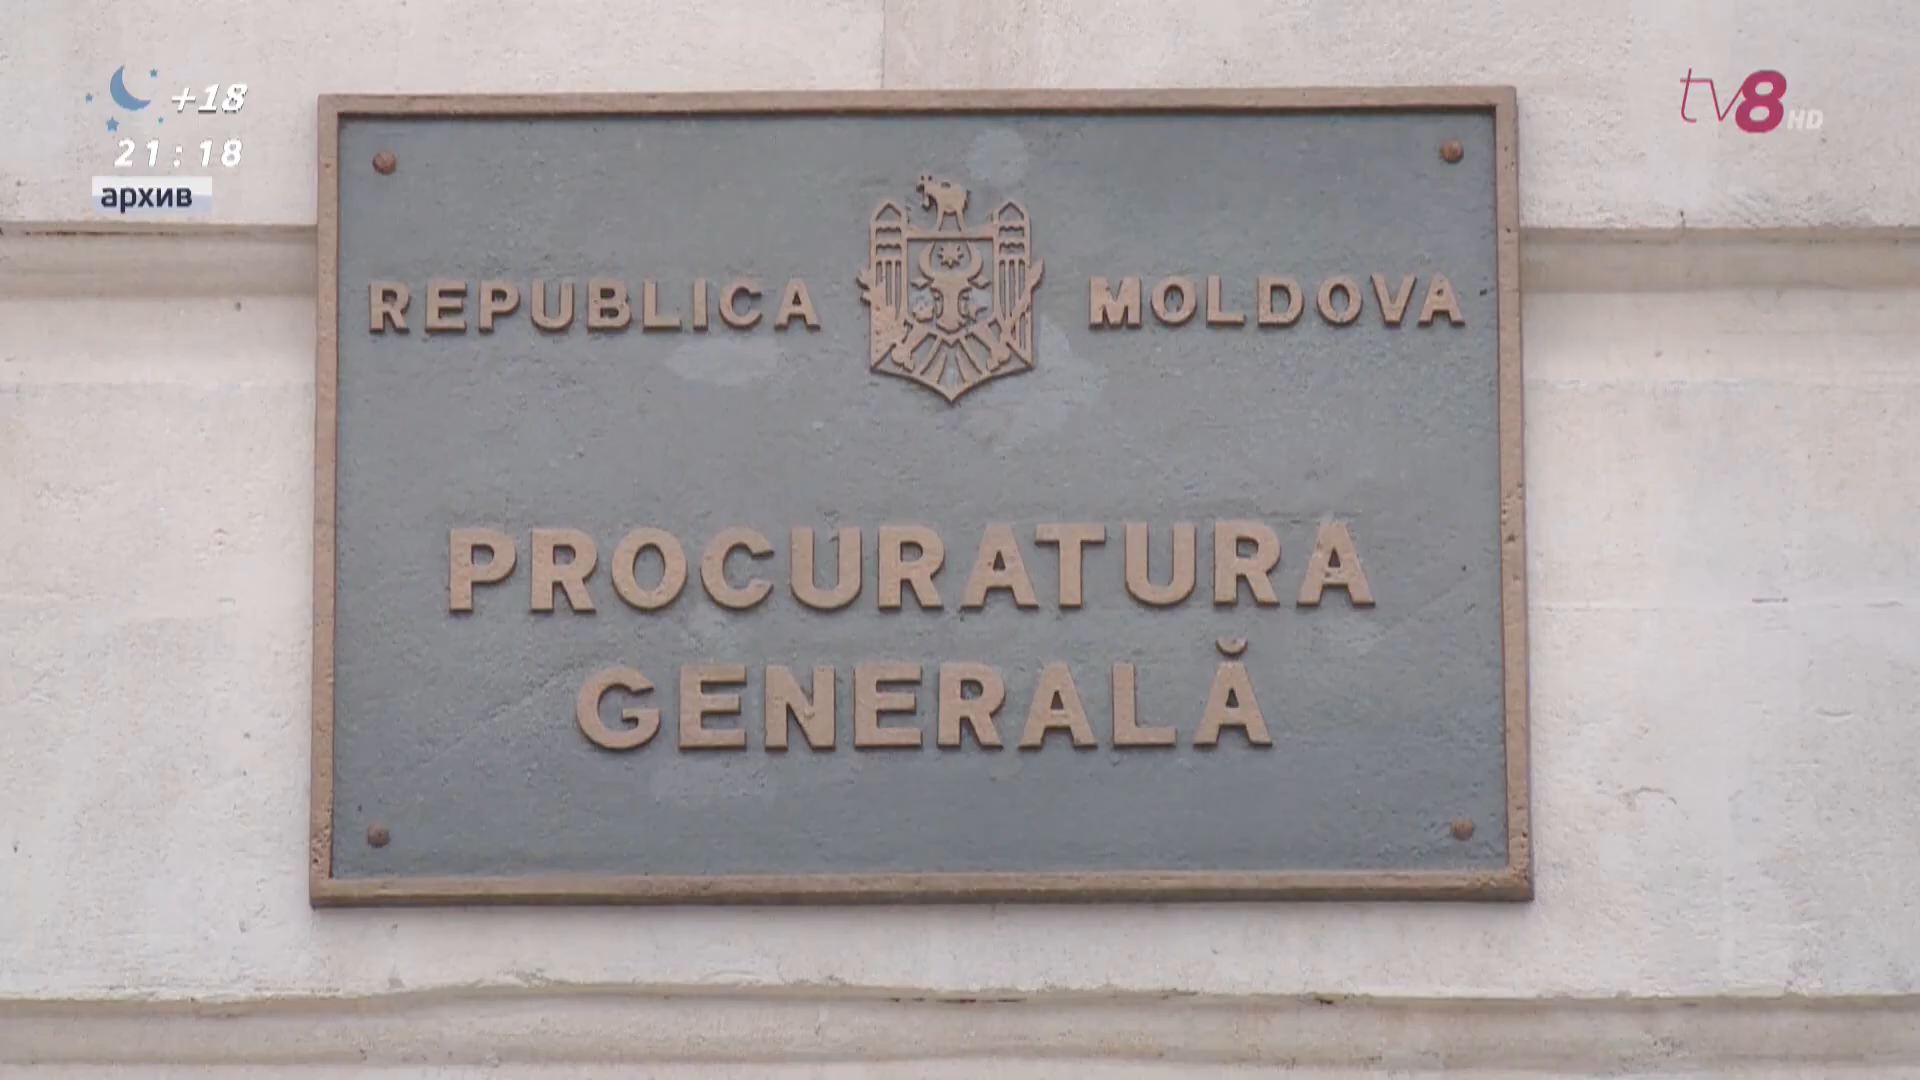 +18
21:18
архив
tv8 HD
REPUBLICA MOLDOVA
PROCURATURA
GENERALĂ